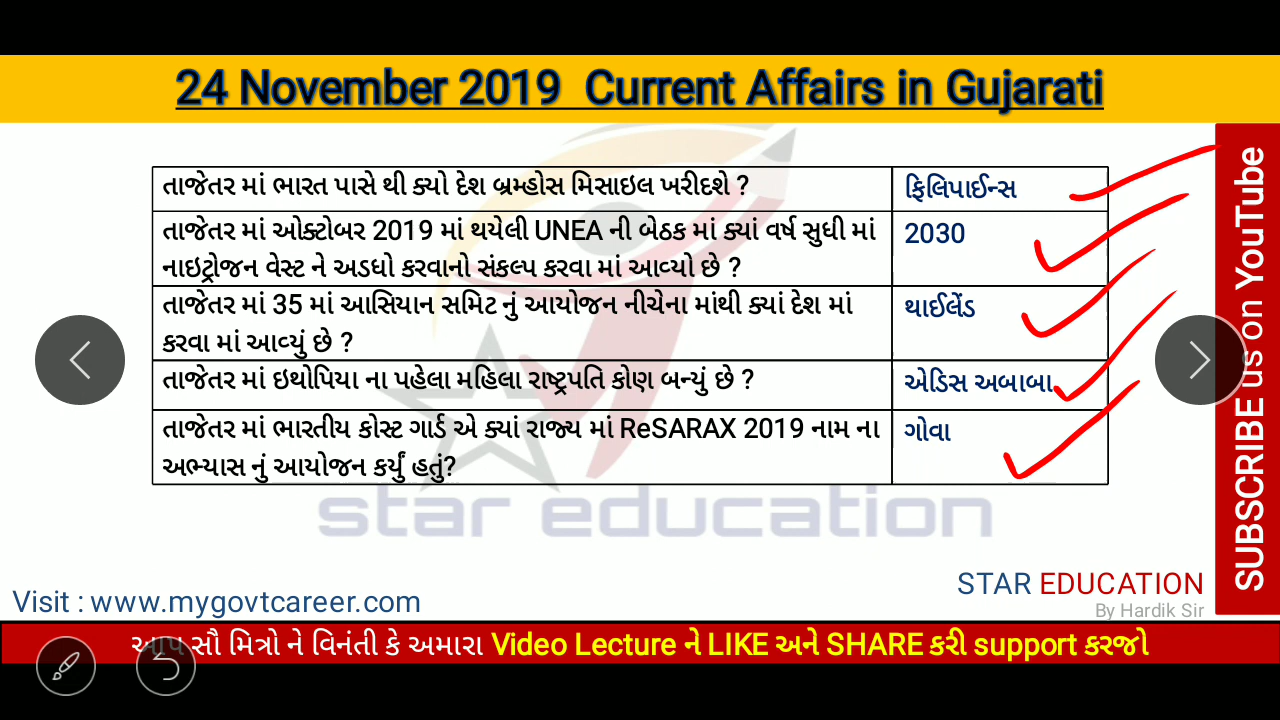 24 November 2019 Current Affairs in Gujarati
તાજેતર માં ભારત પાસે થી ક્યો દેશ બ્રમ્હોસ મિસાઇલ ખરીદશે ?
ફિલિપાઈન્સ
તાજેતર માં ઓક્ટોબર 2019 માં થયેલી UNEA ની બેઠક માં ક્યાં વર્ષ સુધી માં
નાઇટ્રોજન વેસ્ટ ને અડધો કરવાનો સંકલ્પ કરવા માં આવ્યો છે ?
2030
તાજેતર માં 35 માં આસિયાન સમિટ નું આયોજન નીચેના માંથી ક્યાં દેશ માં
કરવા માં આવ્યું છે ?
થાઈલેંડ
તાજેતર માં ઇથોપિયા ના પહેલા મહિલા રાષ્ટ્રપતિ કોણ બન્યું છે ?
એડિસ અબાબા
તાજેતર માં ભારતીય કોસ્ટ ગાર્ડ એ ક્યાં રાજ્ય માં ReSARAX 2019 નામ ના
અભ્યાસ નું આયોજન કર્યું હતું?
ગોવા
star education
SUBSCRIBE us on YouTube
STAR EDUCATION
By Hardik Sir
Visit : www.mygovtcareer.com
આપ સૌ મિત્રો ને વિનંતી કે અમારા Video Lecture ને LIKE અને SHARE કરી support કરજો